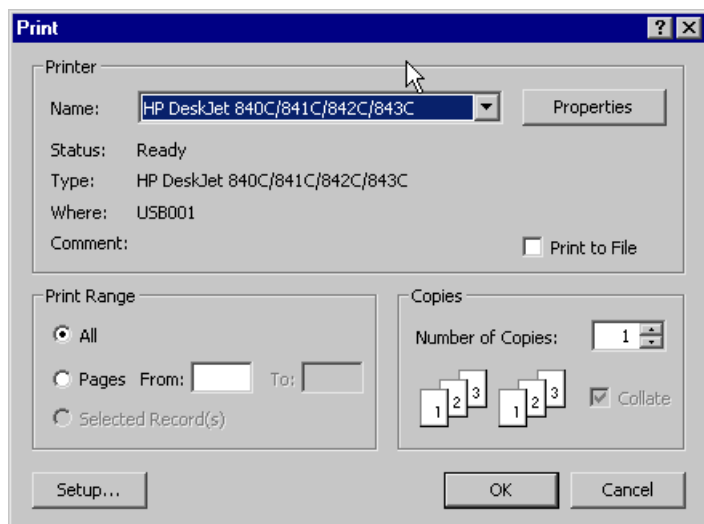 Print
Printer
Name: HP DeskJet 840C/841C/842C/843C Properties
Status: Ready
Type: HP DeskJet 840C/841C/842C/843C
Where: USB001
Comment: Print to File
Print Range
All
Pages From: To:
Selected Record(s)
Copies
Number of Copies: 1
1 2 3 1 2 3 Collate
Setup... OK Cancel